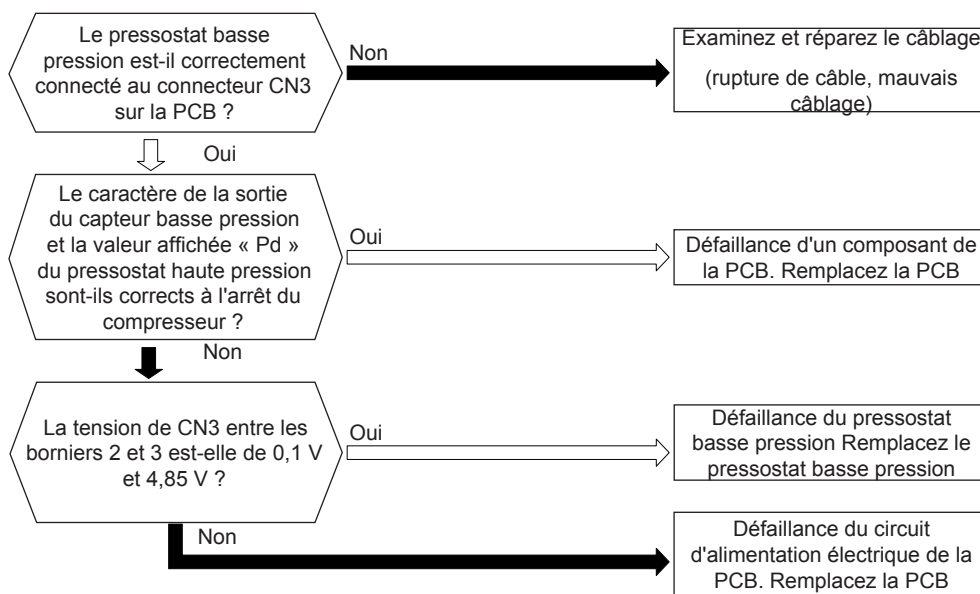 Le pressostat basse
pression est-il correctement
connecté au connecteur CN3
sur la PCB ?
Non
Examinez et réparez le câblage
(rupture de câble, mauvais
câblage)
Oui
Le caractère de la sortie
du capteur basse pression
et la valeur affichée « Pd »
du pressostat haute pression
sont-ils corrects à l'arrêt du
compresseur ?
Oui
Défaillance d'un composant de
la PCB. Remplacez la PCB
Non
La tension de CN3 entre les
borniers 2 et 3 est-elle de 0,1 V
et 4,85 V ?
Oui
Défaillance du pressostat
basse pression Remplacez le
pressostat basse pression
Non
Défaillance du circuit
d'alimentation électrique de la
PCB. Remplacez la PCB